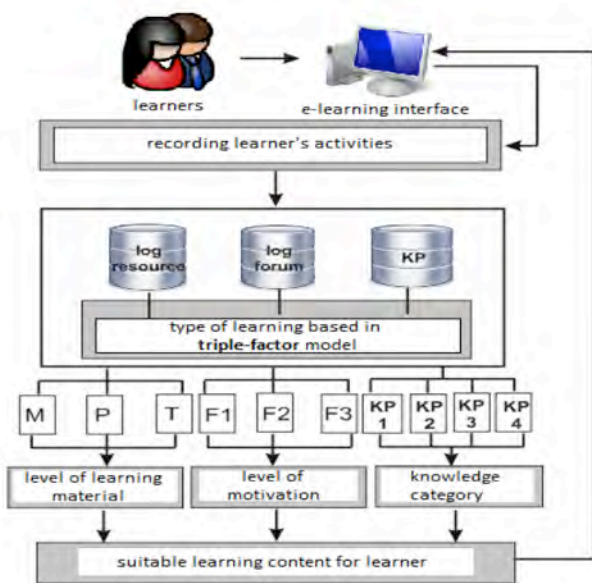 learners
e-learning interface
recording learner's activities
log
resource
log
forum
KP
type of learning based in
triple-factor model
M
P
T
F1
F2
F3
KP
1
KP
2
KP
3
KP
4
level of learning
material
level of
motivation
knowledge
category
suitable learning content for learner